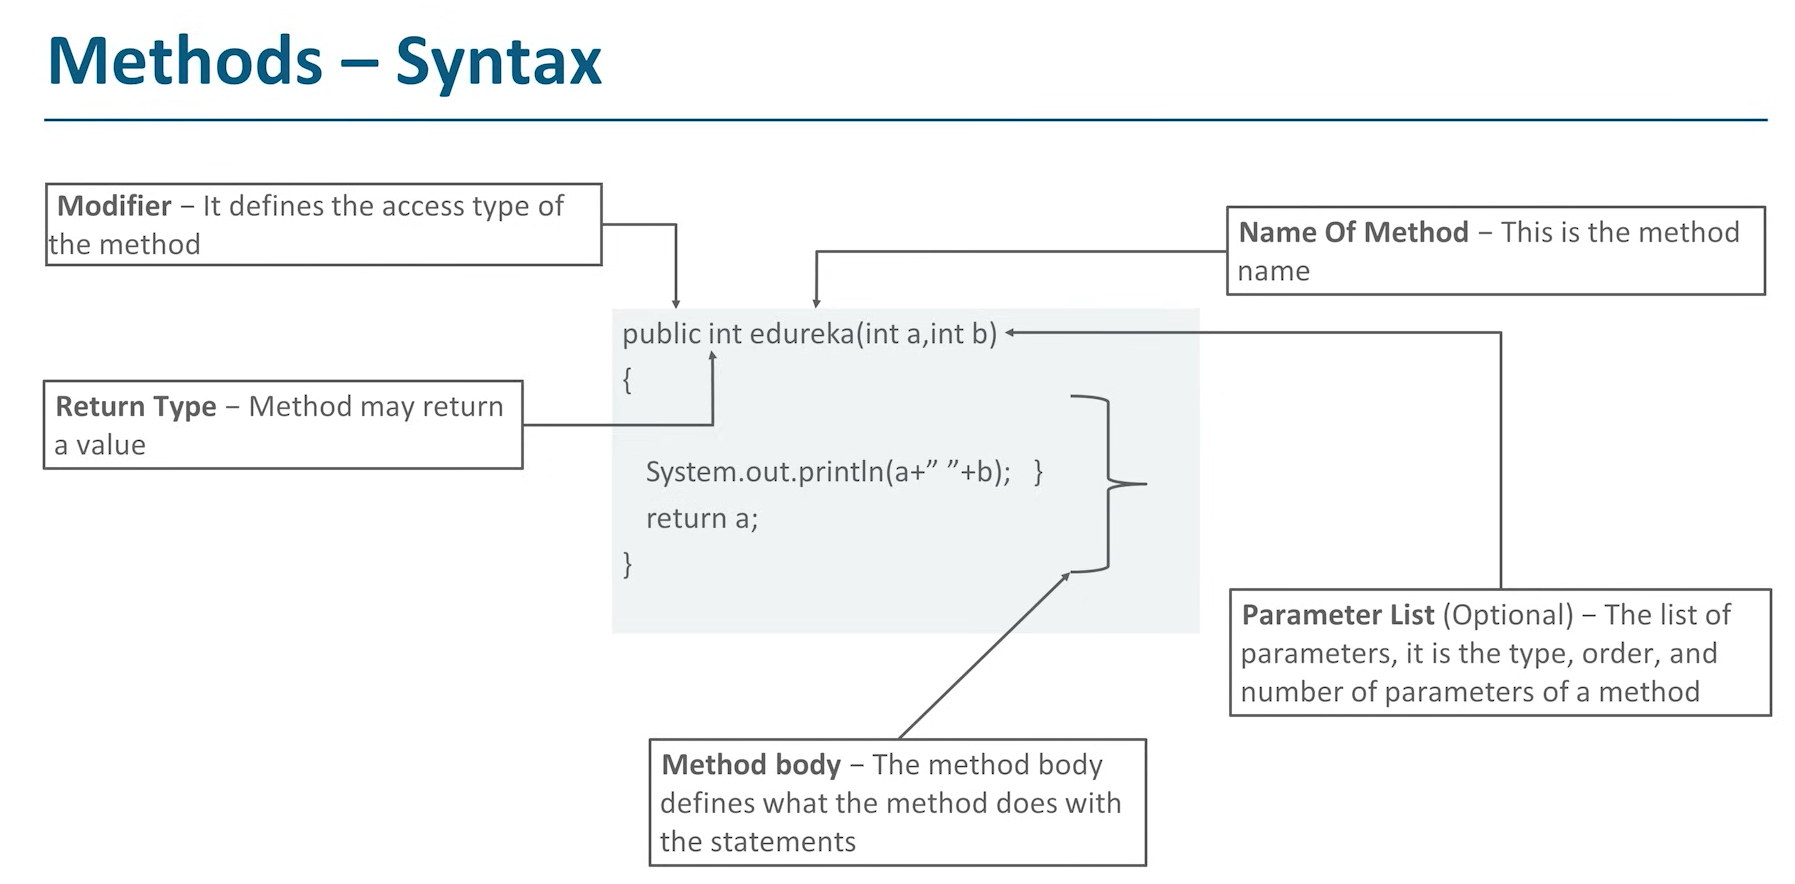 Methods – Syntax
Modifier – It defines the access type of
the method
Name Of Method – This is the method
name
public int edureka(int a,int b)
{
Return Type – Method may return
a value
System.out.println(a+” ”+b); }
return a;
}
Parameter List (Optional) – The list of
parameters, it is the type, order, and
number of parameters of a method
Method body – The method body
defines what the method does with
the statements